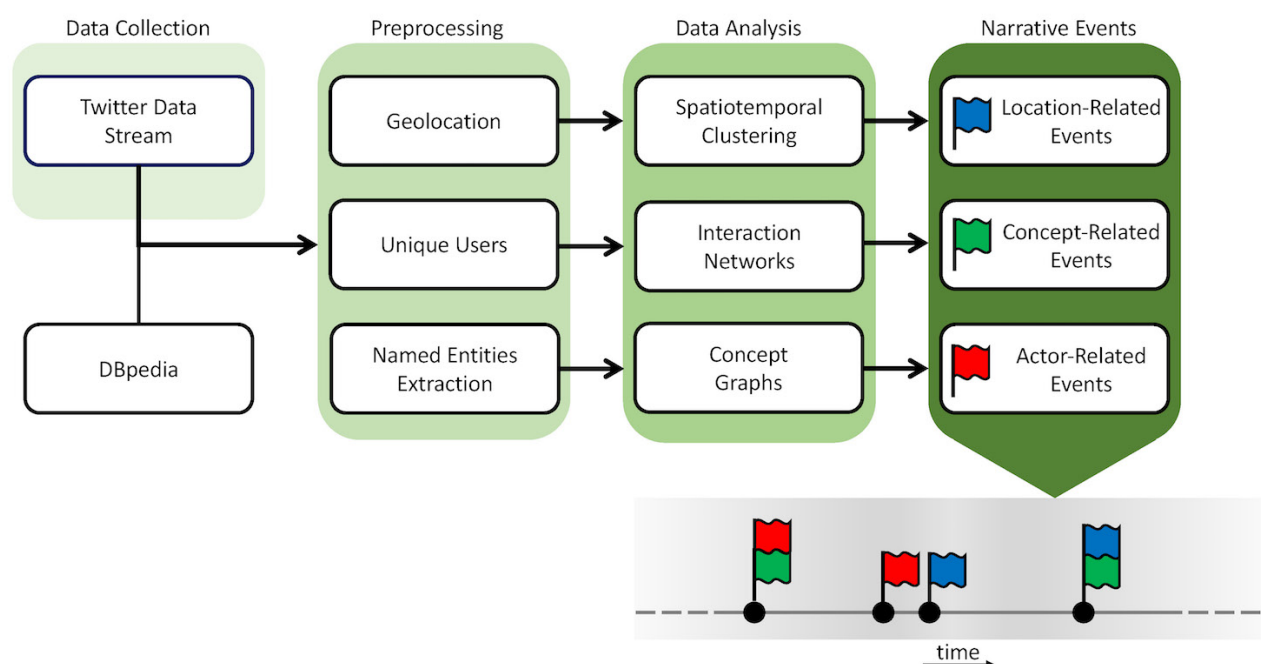 Data Collection
Preprocessing
Data Analysis
Narrative Events
Twitter Data
Stream
Geolocation
Spatiotemporal
Clustering
Location-Related
Events
Unique Users
Interaction
Networks
Concept-Related
Events
DBpedia
Named Entities
Extraction
Concept
Graphs
Actor-Related
Events
time